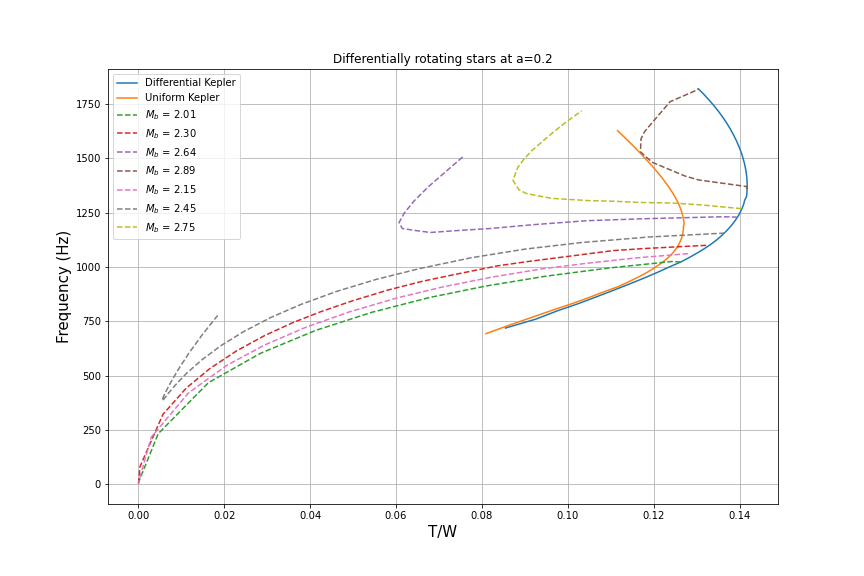 Differentially rotating stars at a=0.2
Differential Kepler
Uniform Kepler
M_b = 2.01
M_b = 2.30
M_b = 2.64
M_b = 2.89
M_b = 2.15
M_b = 2.45
M_b = 2.75
Frequency (Hz)
1750
1500
1250
1000
750
500
250
0
0.00 0.02 0.04 0.06 0.08 0.10 0.12 0.14
T/W